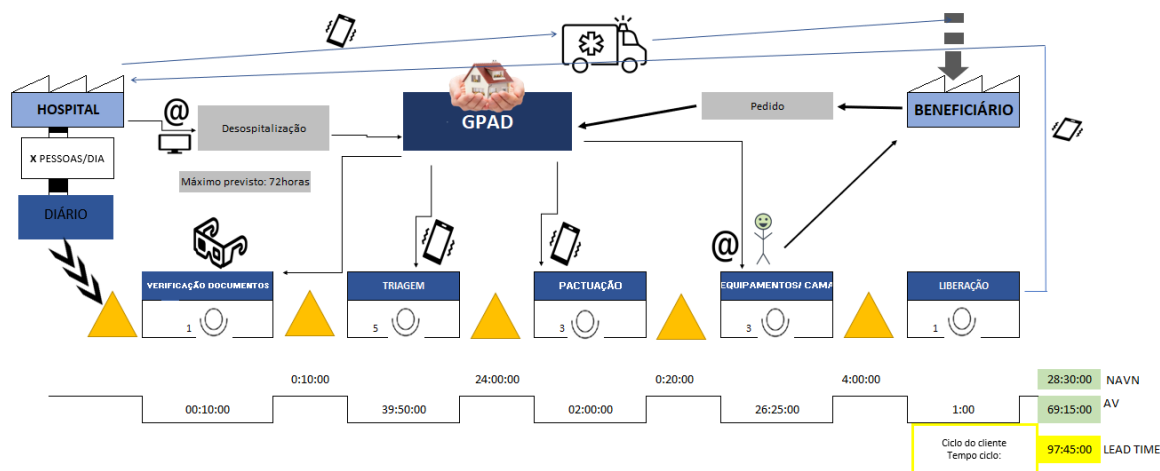 HOSPITAL
@
Desospitalização
GPAD
Pedido
BENEFICIÁRIO
X PESSOAS/DIA
Máximo previsto: 72horas
DIÁRIO
@
VERIFICAÇÃO DOCUMENTOS
TRIAGEM
PACTUAÇÃO
EQUIPAMENTOS/ CAMA
LIBERAÇÃO
1
5
3
3
1
0:10:00
24:00:00
0:20:00
4:00:00
28:30:00
NAVN
00:10:00
39:50:00
02:00:00
26:25:00
1:00
69:15:00
AV
Ciclo do cliente
Tempo ciclo:
97:45:00
LEAD TIME